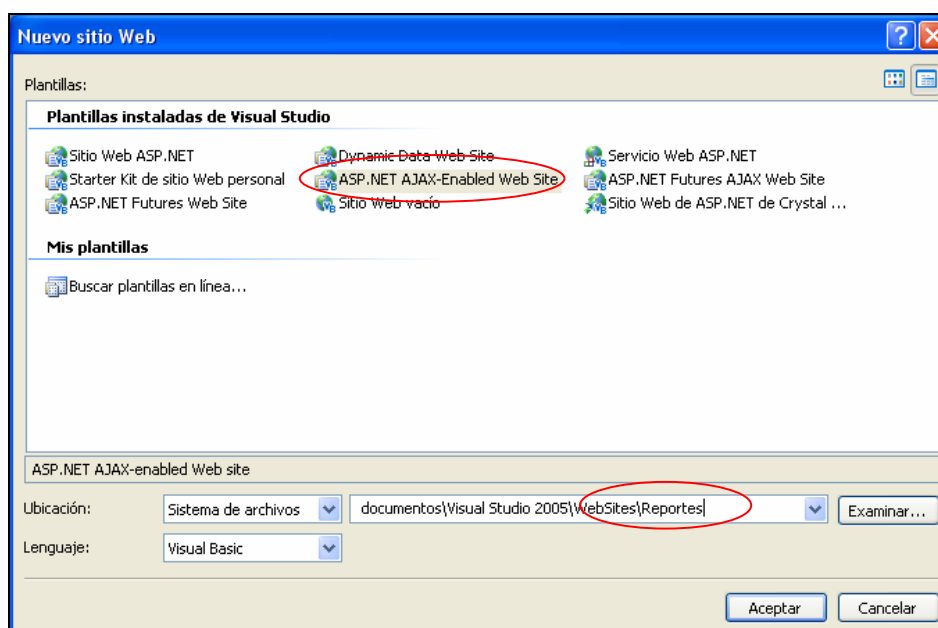 Nuevo sitio Web
Plantillas:
Plantillas instaladas de Visual Studio
Sitio Web ASP.NET
Dynamic Data Web Site
Servicio Web ASP.NET
Starter Kit de sitio Web personal
ASP.NET AJAX-Enabled Web Site
ASP.NET Futures AJAX Web Site
ASP.NET Futures Web Site
Sitio Web vacío
Sitio Web de ASP.NET de Crystal ...
Mis plantillas
Buscar plantillas en línea...
ASP.NET AJAX-enabled Web site
Ubicación:
Sistema de archivos
documentos\Visual Studio 2005\WebSites\Reportes
Examinar...
Lenguaje:
Visual Basic
Aceptar
Cancelar